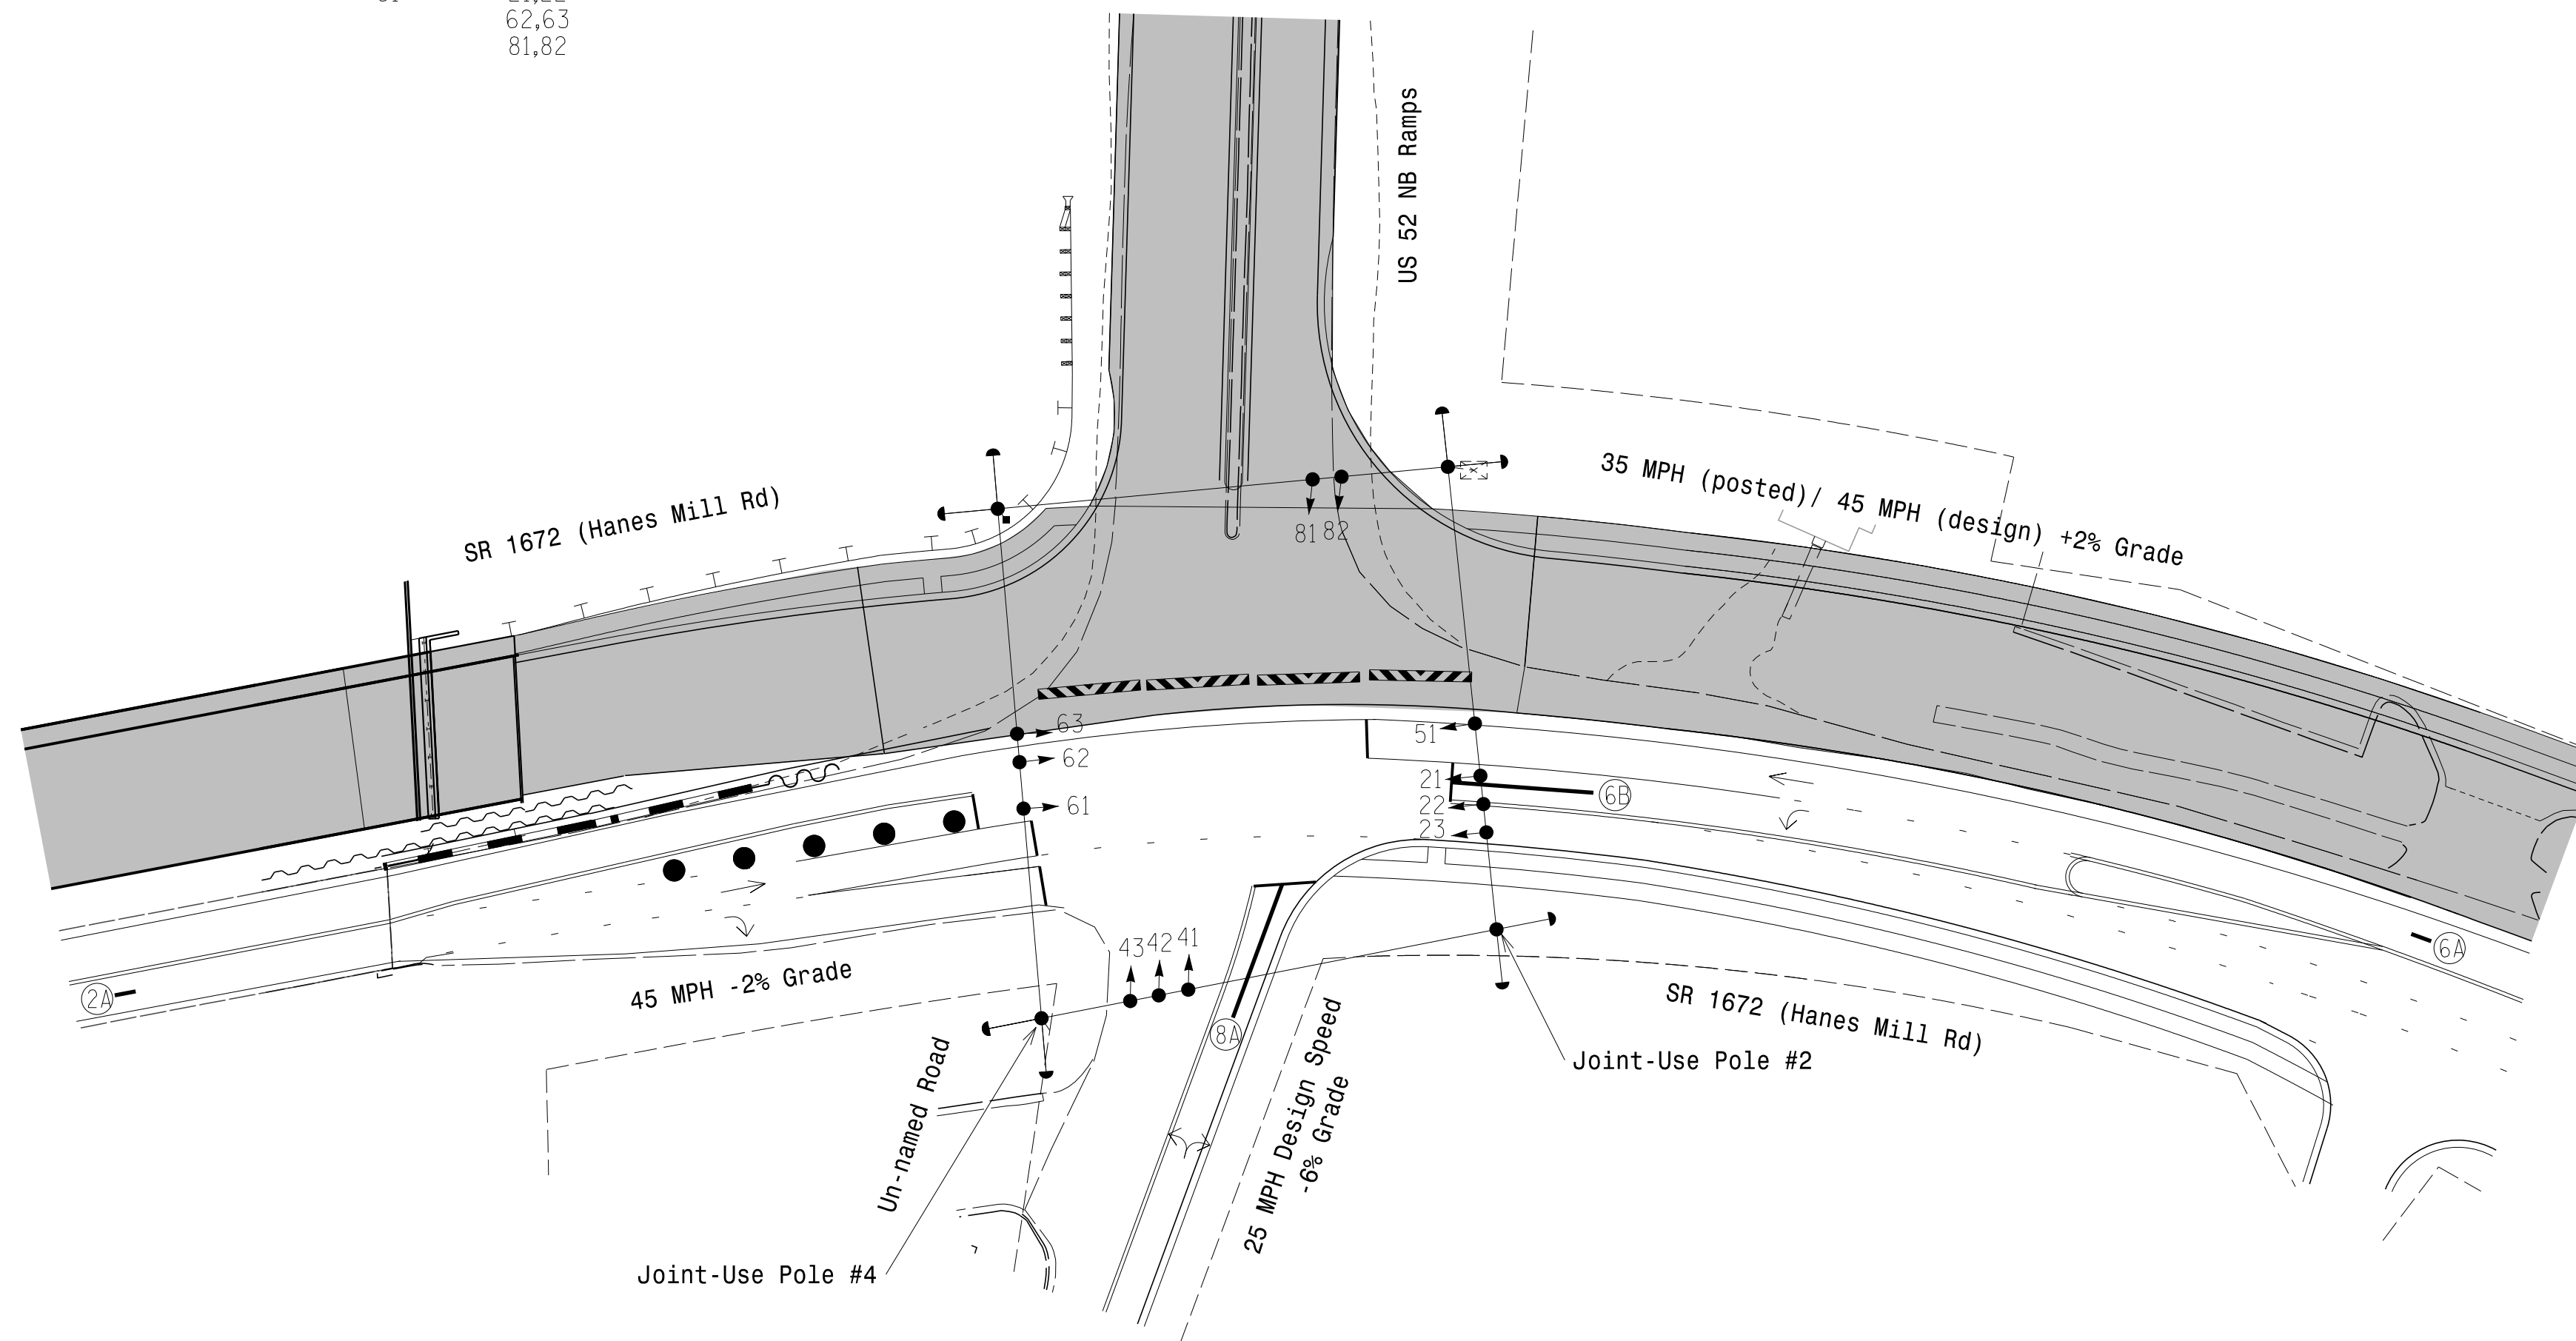 62,63
81,82
US 52 NB Ramps
35 MPH (posted)/ 45 MPH (design) +2% Grade
SR 1672 (Hanes Mill Rd)
81 82
63
62
61
51
21
22
23
6B
6A
2A
43 42 41
8A
45 MPH -2% Grade
SR 1672 (Hanes Mill Rd)
Joint-Use Pole #2
Un-named Road
25 MPH Design Speed
-6% Grade
Joint-Use Pole #4